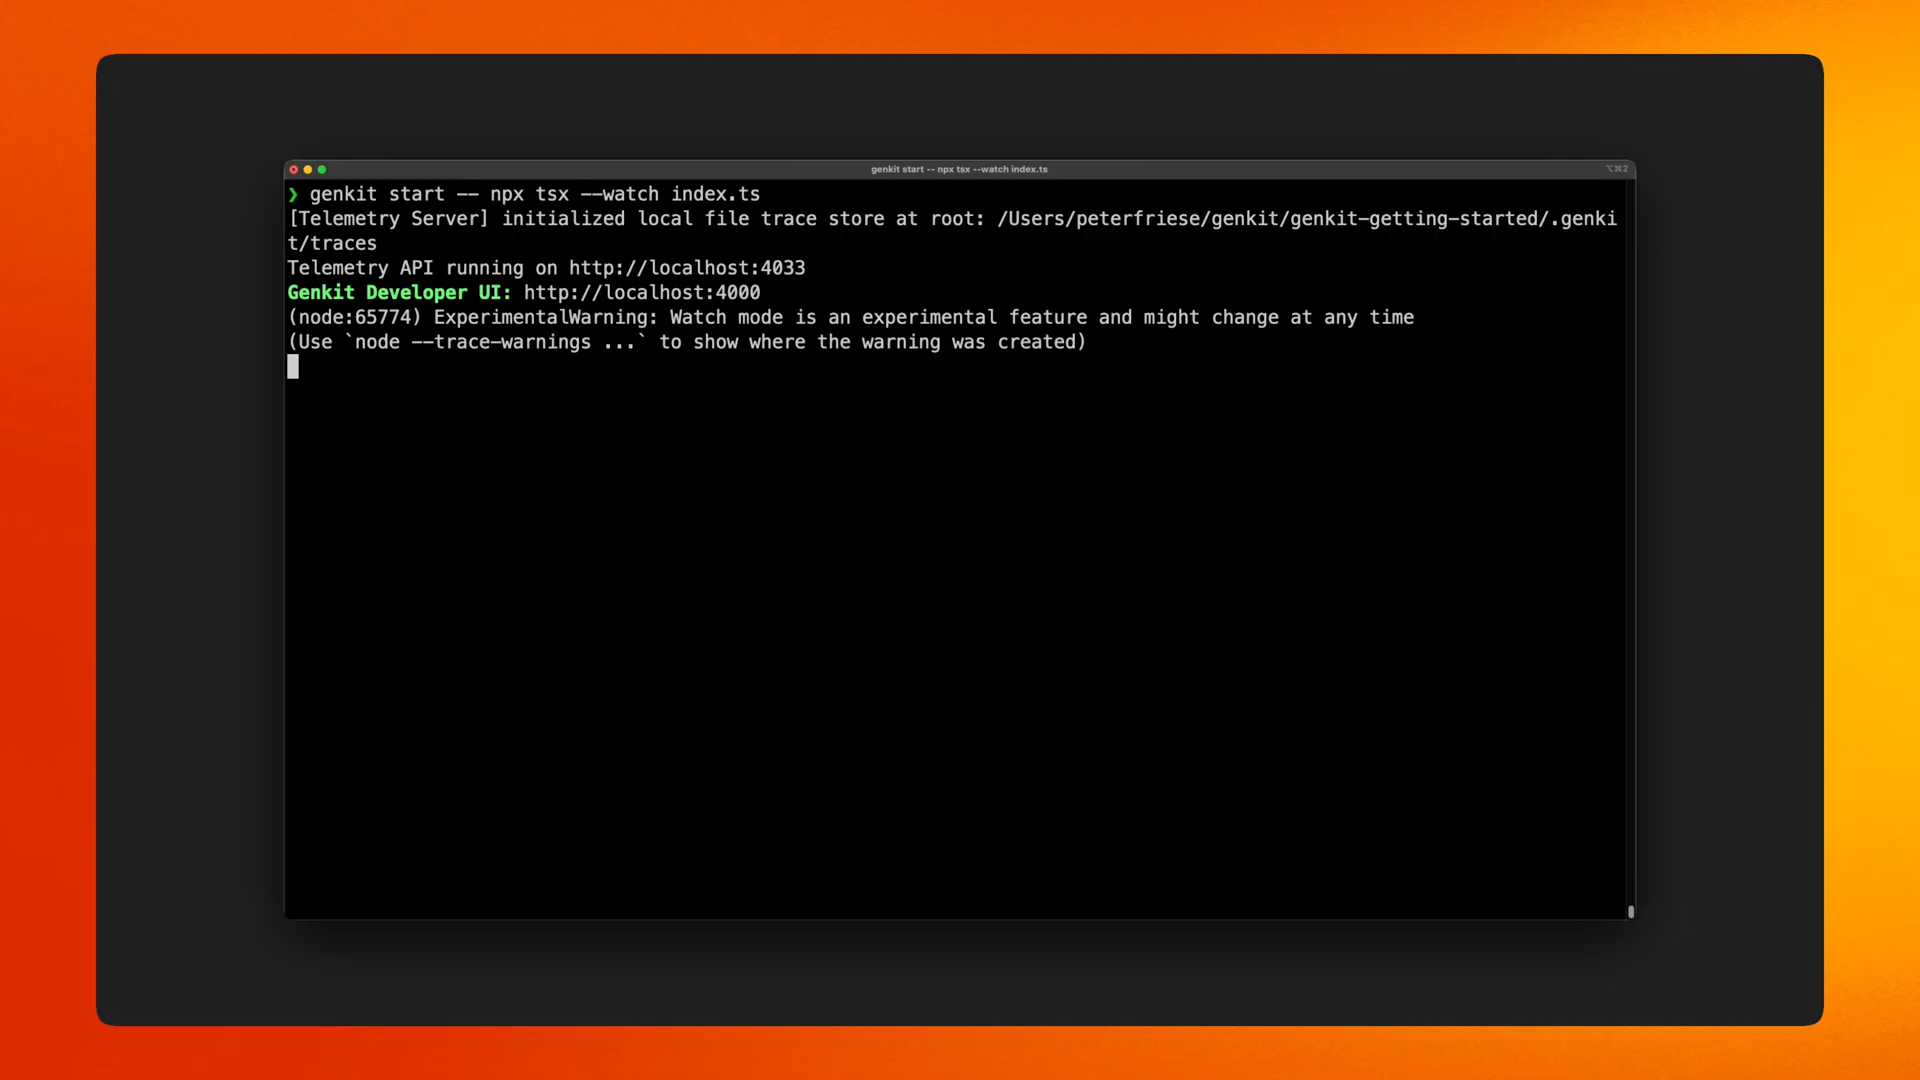 genkit start -- npx tsx --watch index.ts
⌥⌘2
❯ genkit start -- npx tsx --watch index.ts
[Telemetry Server] initialized local file trace store at root: /Users/peterfriese/genkit/genkit-getting-started/.genki
t/traces
Telemetry API running on http://localhost:4033
Genkit Developer UI: http://localhost:4000
(node:65774) ExperimentalWarning: Watch mode is an experimental feature and might change at any time
(Use `node --trace-warnings ...` to show where the warning was created)